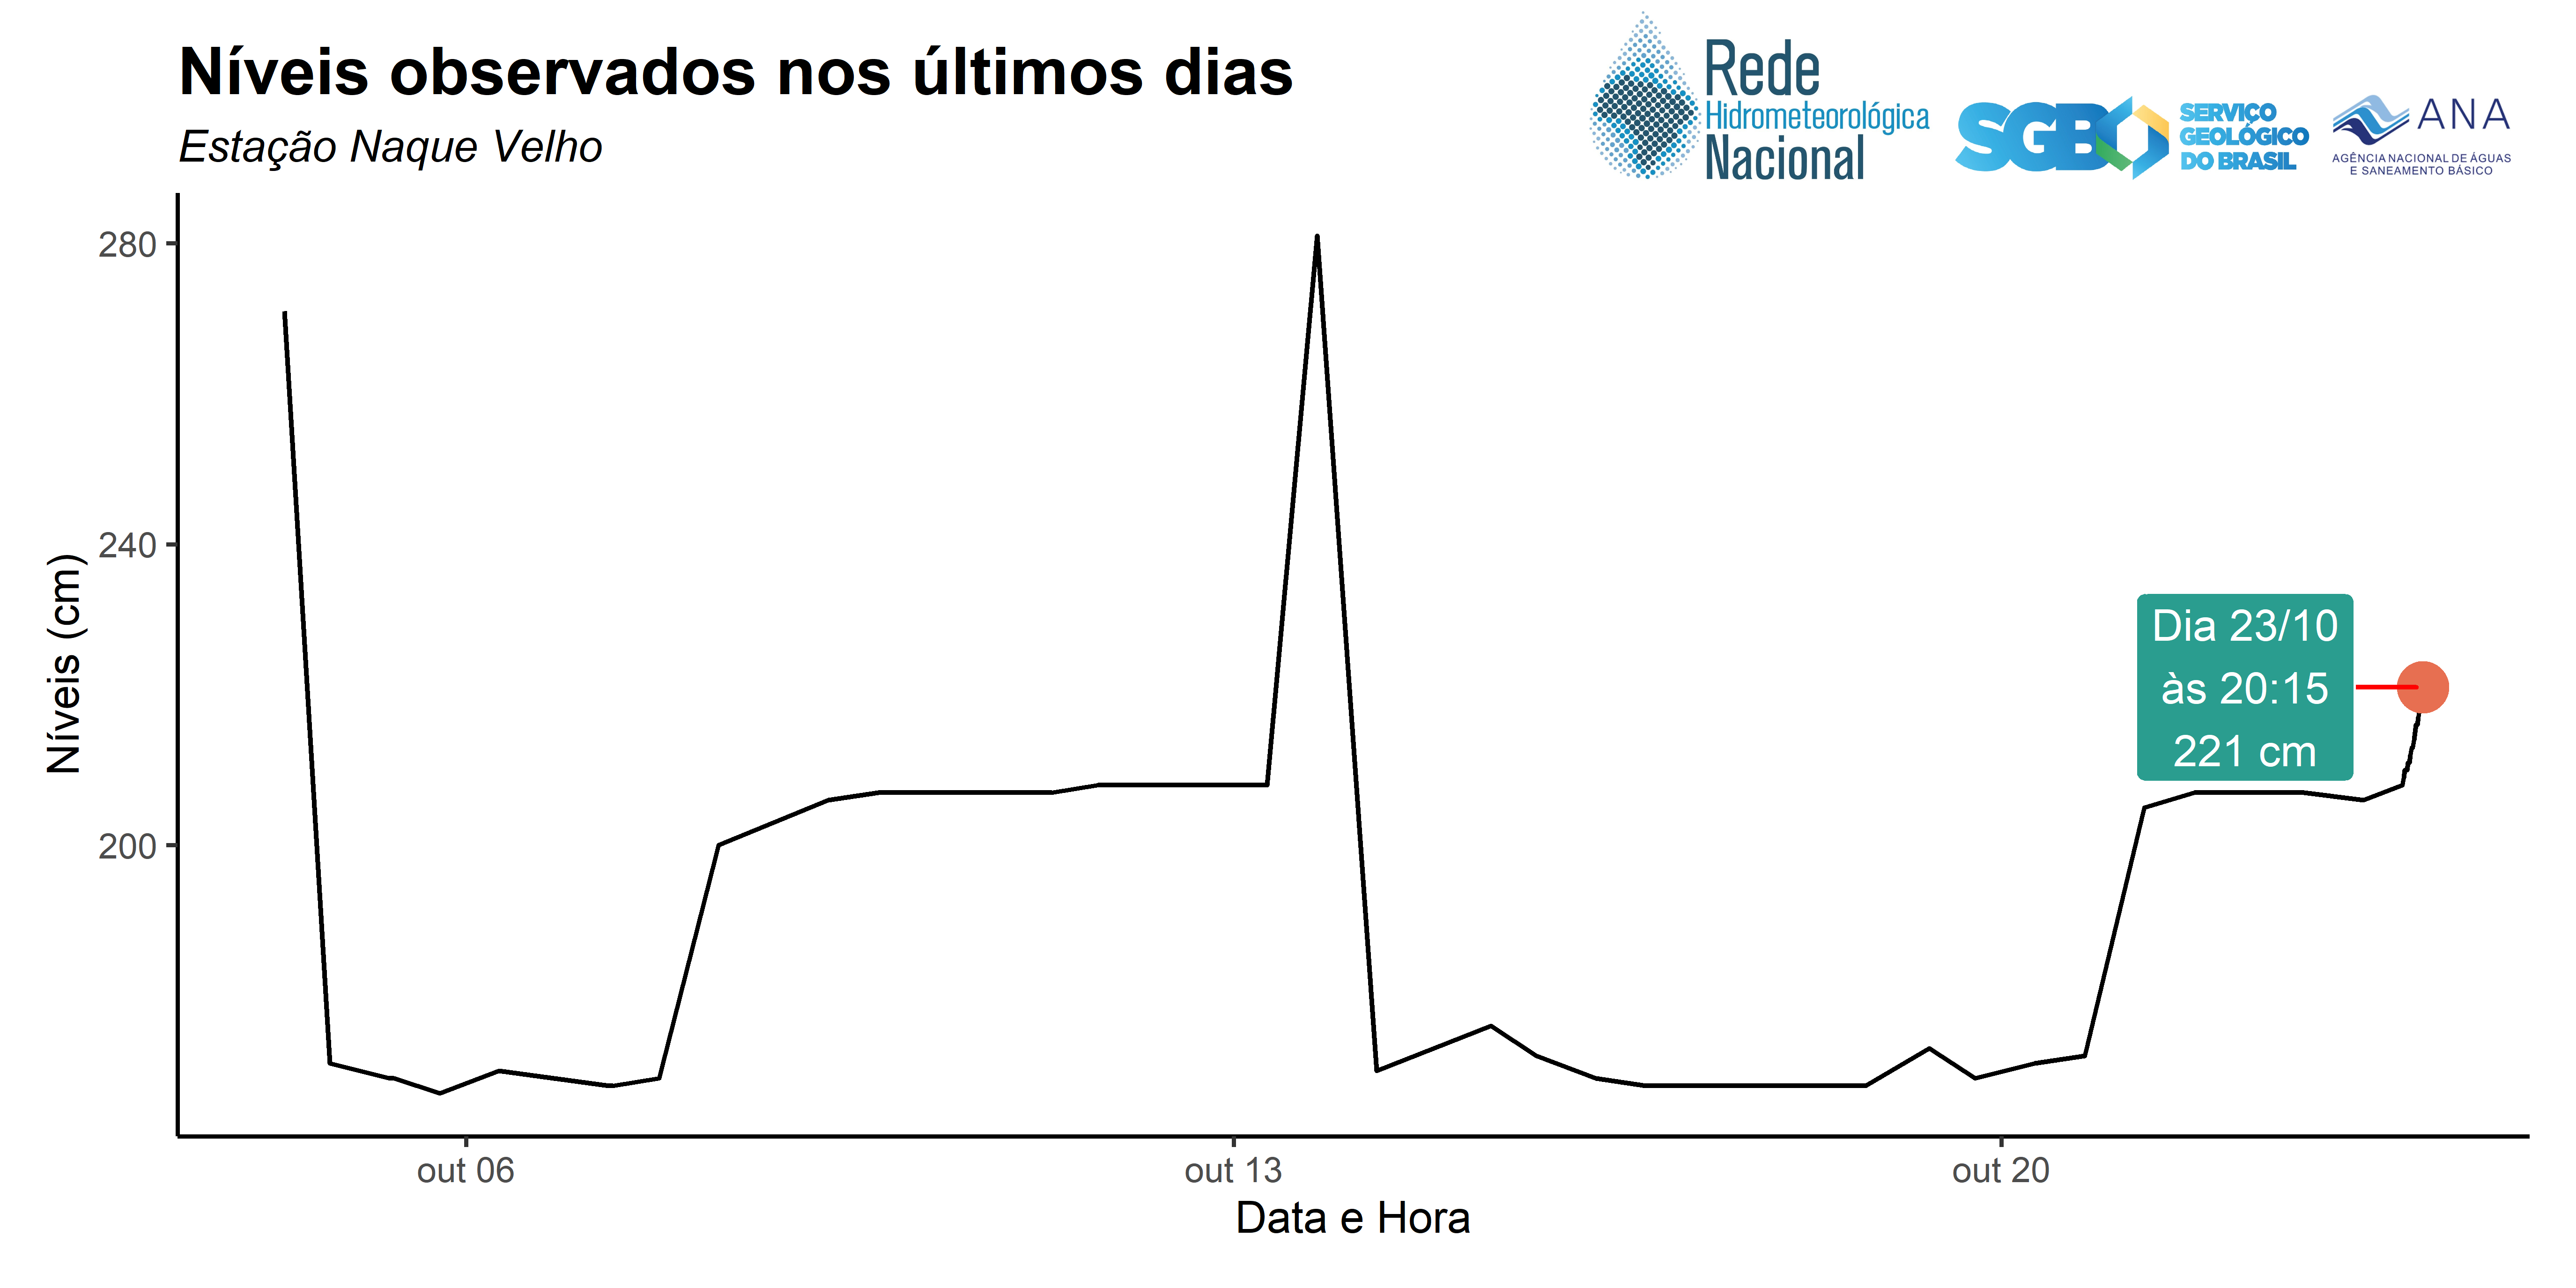 Níveis observados nos últimos dias
Estação Naque Velho
Rede
Hidrometeorológica
Nacional
SGB
SERVIÇO
GEOLÓGICO
DO BRASIL
ANA
AGÊNCIA NACIONAL DE ÁGUAS
E SANEAMENTO BÁSICO
280
240
200
Níveis (cm)
Dia 23/10
às 20:15
221 cm
out 06
out 13
out 20
Data e Hora